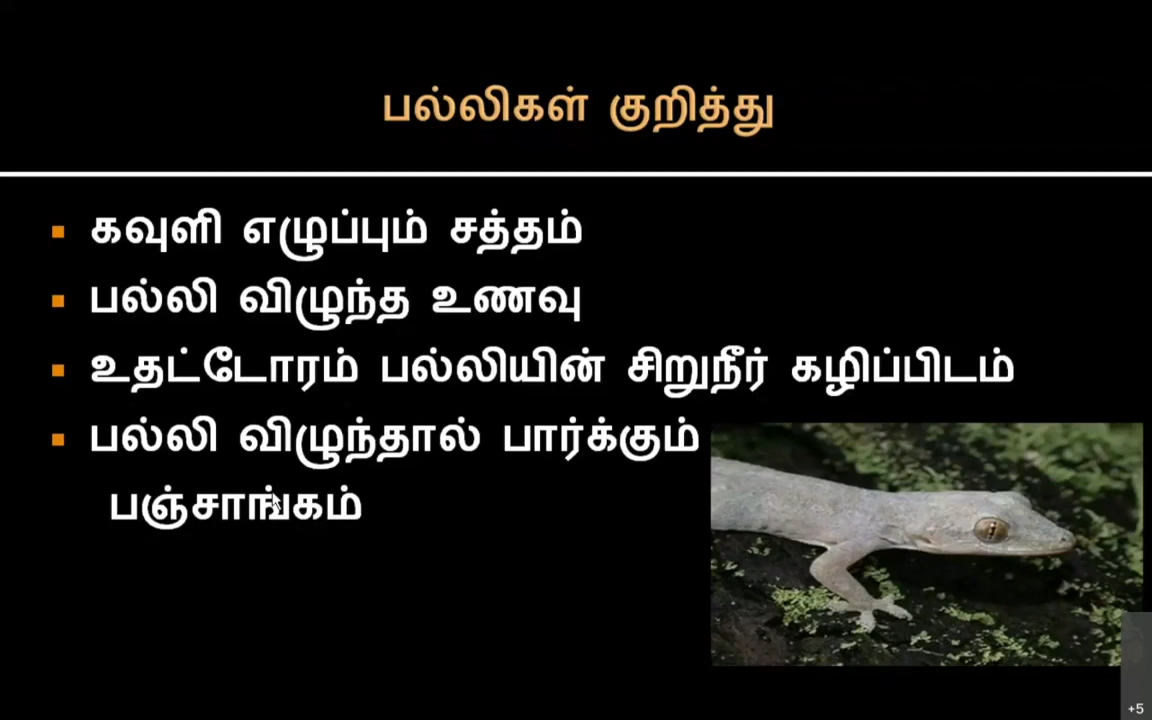 பல்லிகள் குறித்து
கவுளி எழுப்பும் சத்தம்
பல்லி விழுந்த உணவு
உதட்டோரம் பல்லியின் சிறுநீர் கழிப்பிடம்
பல்லி விழுந்தால் பார்க்கும்
பஞ்சாங்கம்
+5